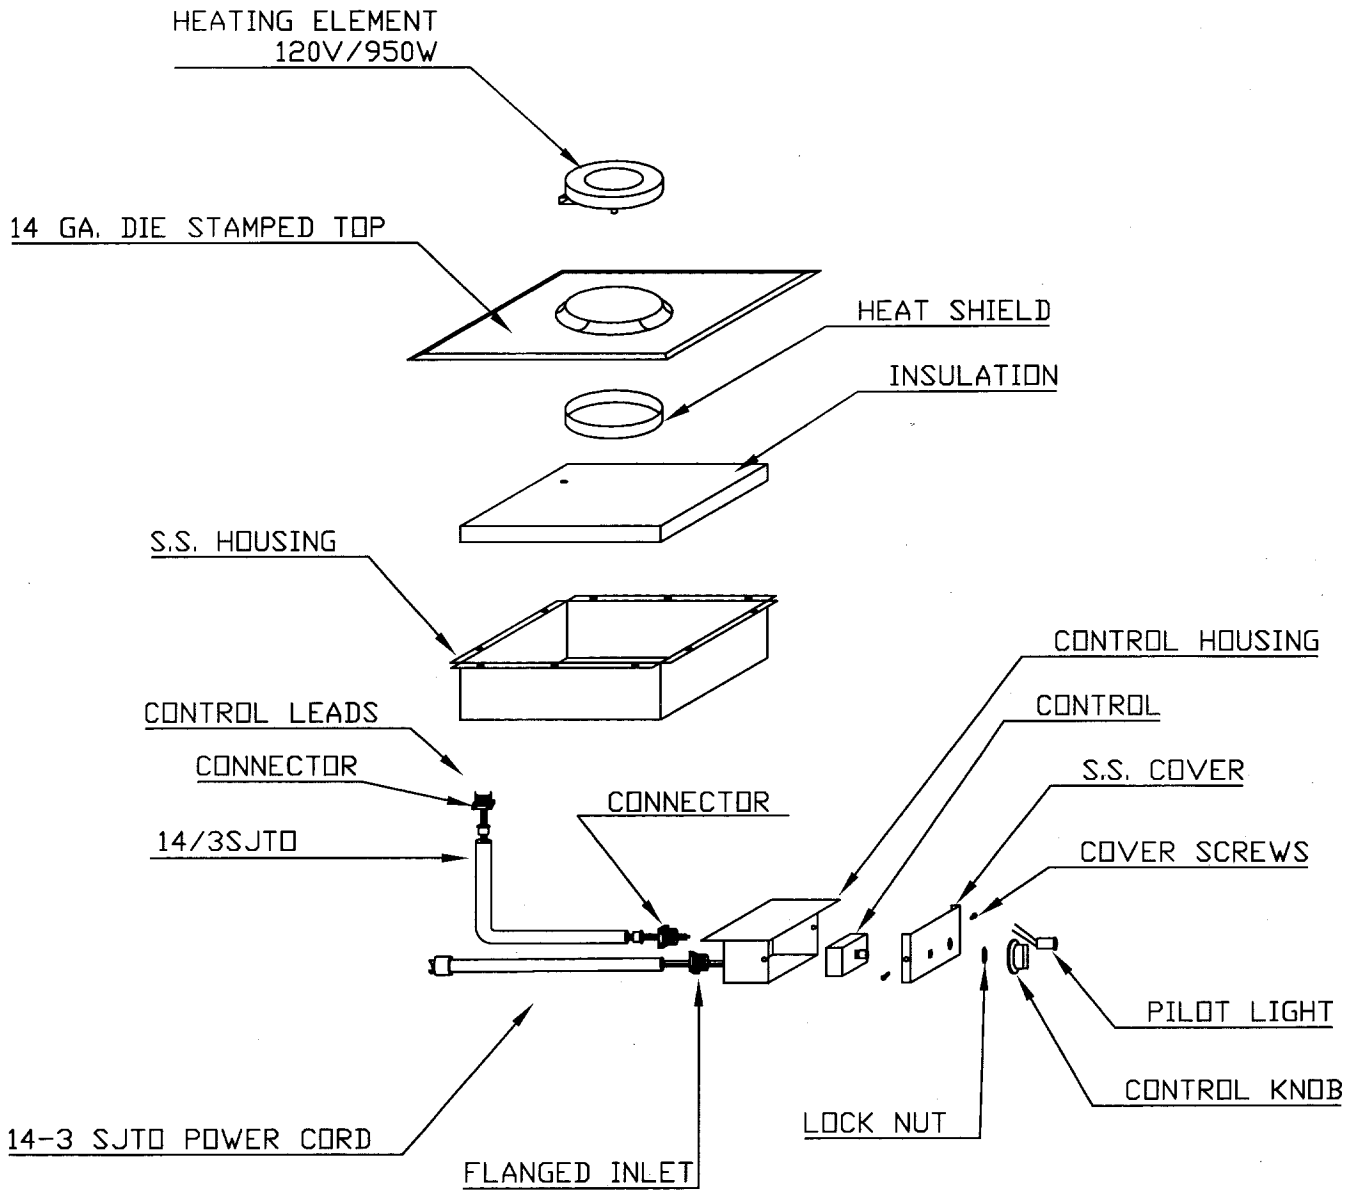 HEATING ELEMENT
120V/950W
14 GA. DIE STAMPED TOP
HEAT SHIELD
INSULATION
S.S. HOUSING
CONTROL HOUSING
CONTROL LEADS
CONTROL
CONNECTOR
S.S. COVER
CONNECTOR
14/3SJTO
COVER SCREWS
PILOT LIGHT
CONTROL KNOB
LOCK NUT
14-3 SJTO POWER CORD
FLANGED INLET